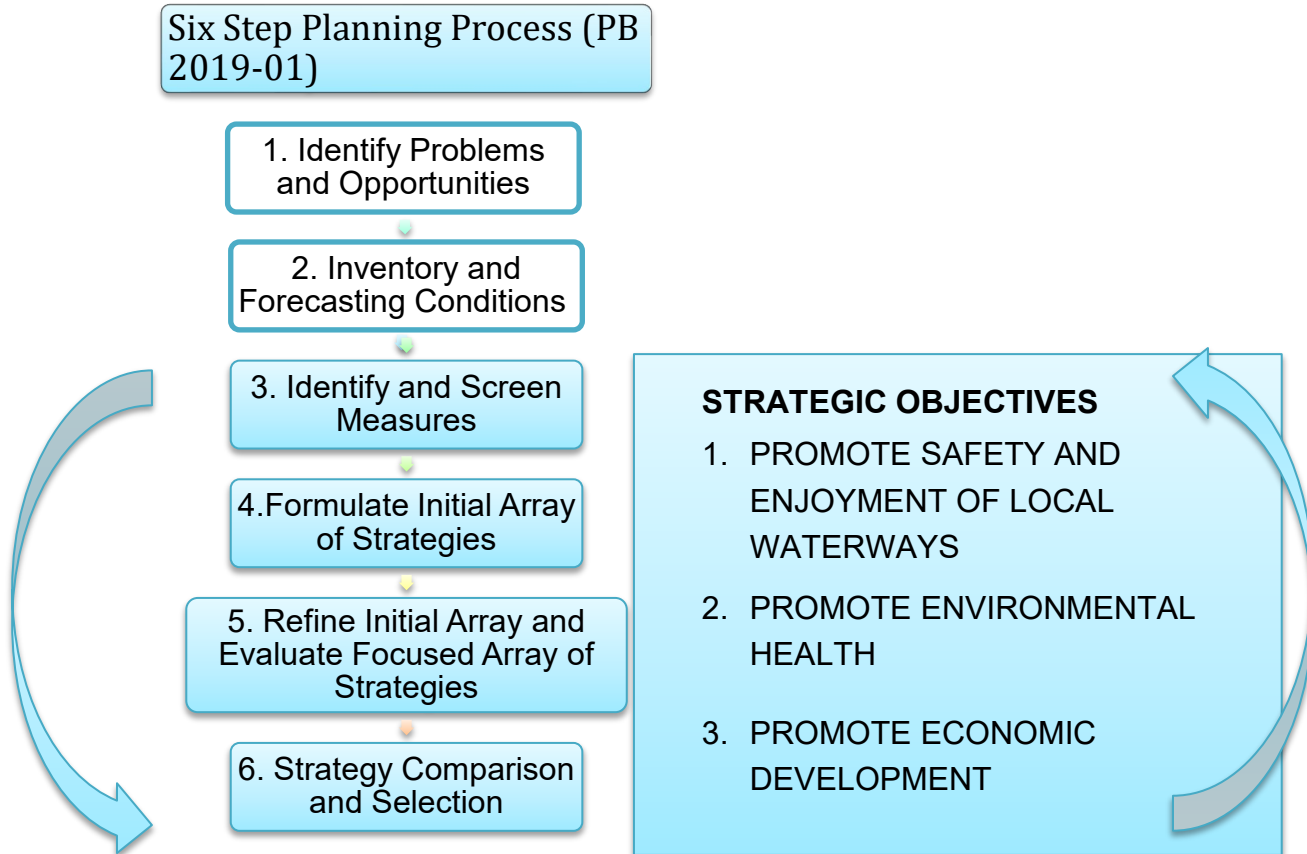 Six Step Planning Process (PB
2019-01)
1. Identify Problems
and Opportunities
2. Inventory and
Forecasting Conditions
3. Identify and Screen
Measures
4.Formulate Initial Array
of Strategies
5. Refine Initial Array and
Evaluate Focused Array of
Strategies
6. Strategy Comparison
and Selection
STRATEGIC OBJECTIVES
1. PROMOTE SAFETY AND
ENJOYMENT OF LOCAL
WATERWAYS
2. PROMOTE ENVIRONMENTAL
HEALTH
3. PROMOTE ECONOMIC
DEVELOPMENT